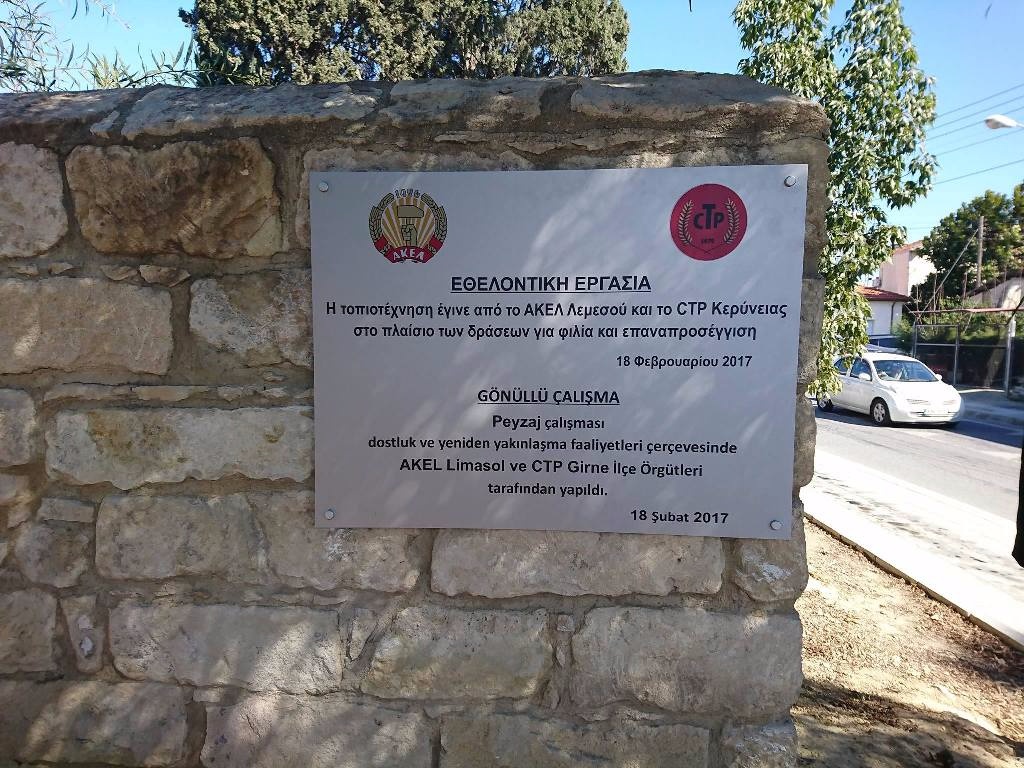 1926
ΑΚΕΛ
CTP
1970
ΕΘΕΛΟΝΤΙΚΗ ΕΡΓΑΣΙΑ
Η τοπιοτέχνηση έγινε από το ΑΚΕΛ Λεμεσού και το CTP Κερύνειας
στο πλαίσιο των δράσεων για φιλία και επαναπροσέγγιση
18 Φεβρουαρίου 2017
GÖNÜLLÜ ÇALIŞMA
Peyzaj çalışması
dostluk ve yeniden yakınlaşma faaliyetleri çerçevesinde
AKEL Limasol ve CTP Girne İlçe Örgütleri
tarafından yapıldı.
18 Şubat 2017